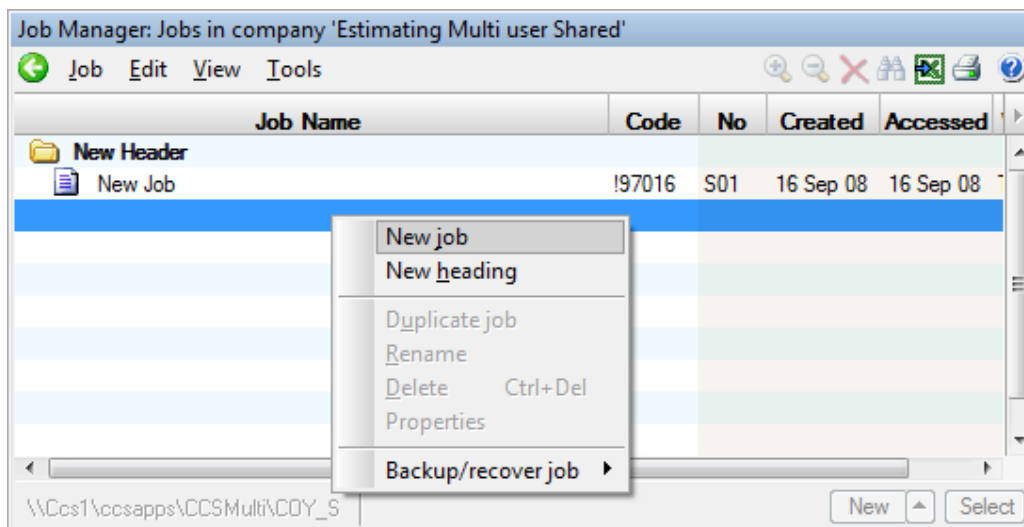 Job Manager: Jobs in company 'Estimating Multi user Shared'
Job Edit View Tools
Job Name Code No Created Accessed
New Header
New Job !97016 S01 16 Sep 08 16 Sep 08
New job
New heading
Duplicate job
Rename
Delete Ctrl+Del
Properties
Backup/recover job
\\Ccs1\ccsapps\CCSMulti\COY_S New Select